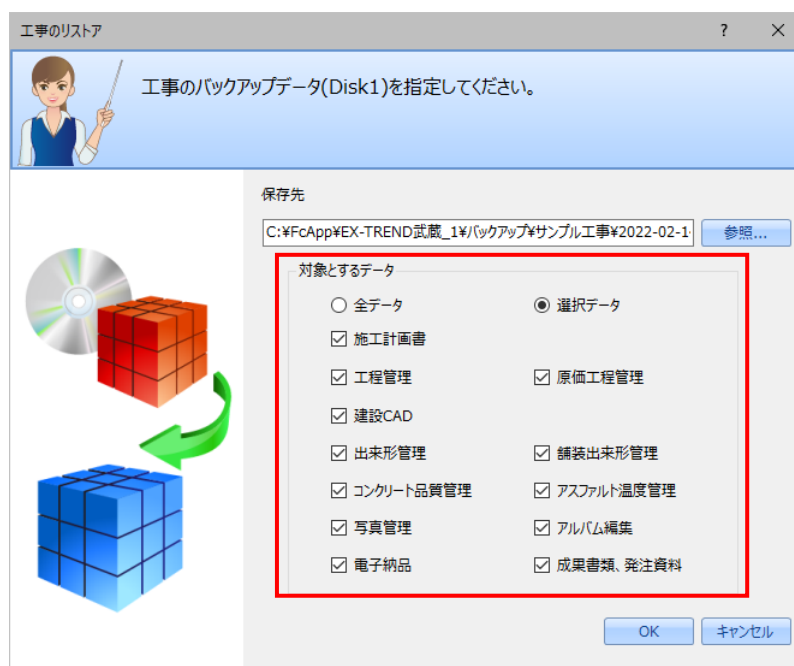 工事のリストア ? ×
工事のバックアップデータ(Disk1)を指定してください。
保存先
C:¥FcApp¥EX-TREND武蔵_1¥バックアップ¥サンプル工事¥2022-02-1 参照...
対象とするデータ
全データ 選択データ
施工計画書
工程管理 原価工程管理
建設CAD
出来形管理 舗装出来形管理
コンクリート品質管理 アスファルト温度管理
写真管理 アルバム編集
電子納品 成果書類、発注資料
OK キャンセル